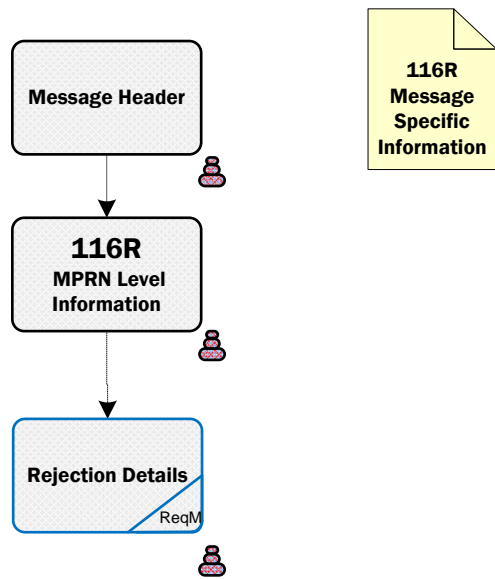 Message Header
116R
Message
Specific
Information
116R
MPRN Level
Information
Rejection Details
ReqM